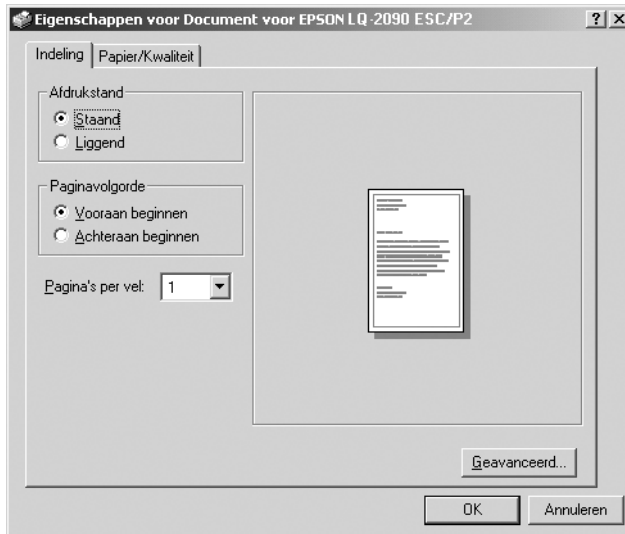 Eigenschappen voor Document voor EPSON LQ-2090 ESC/P2
Indeling
Papier/Kwaliteit
Afdrukstand
Staand
Liggend
Paginavolgorde
Vooraan beginnen
Achteraan beginnen
Pagina's per vel:
1
Geavanceerd...
OK
Annuleren